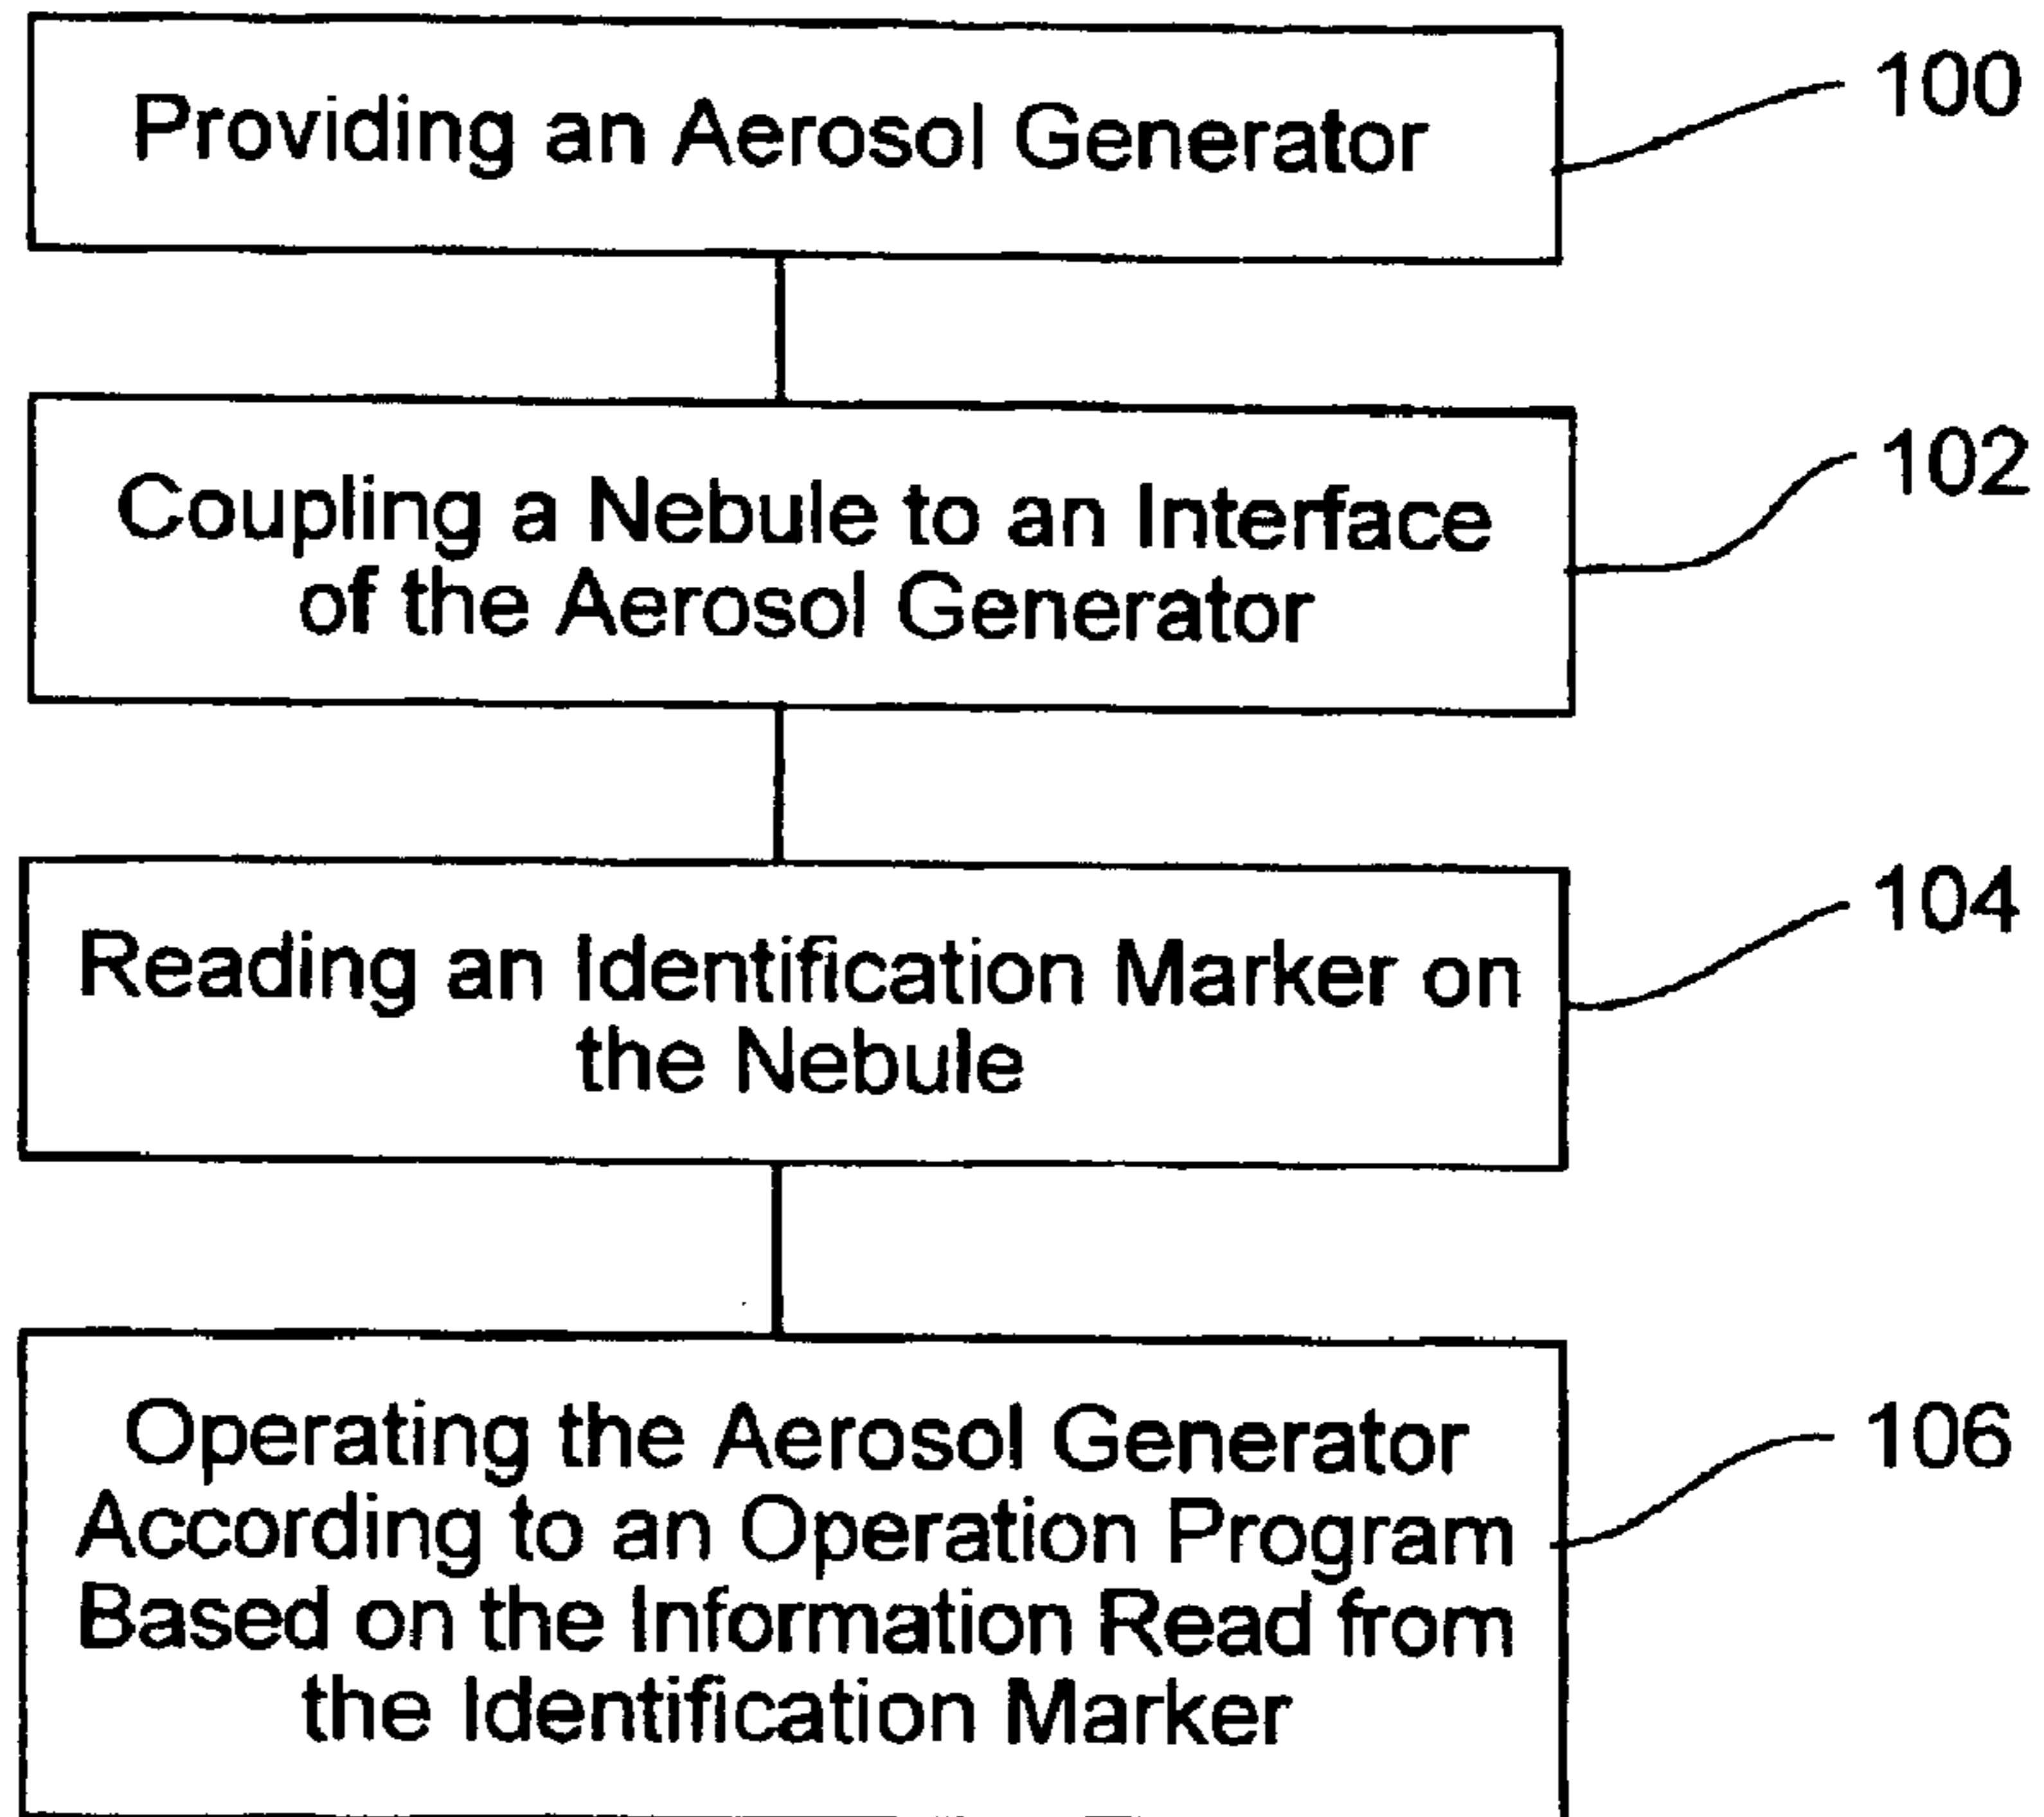 Providing an Aerosol Generator
100
Coupling a Nebule to an Interface
of the Aerosol Generator
102
Reading an Identification Marker on
the Nebule
104
Operating the Aerosol Generator
According to an Operation Program
Based on the Information Read from
the Identification Marker
106